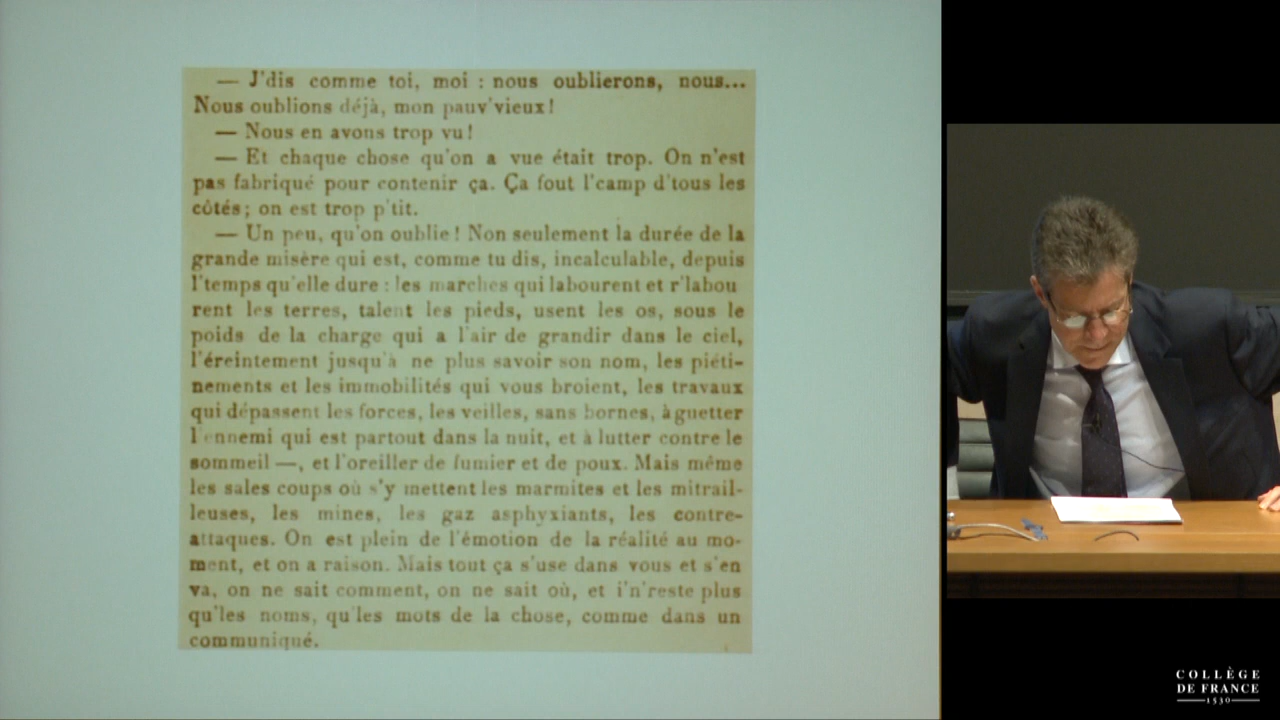 — J'dis comme toi, moi : nous oublierons, nous...
Nous oublions déjà, mon pauv'vieux!
— Nous en avons trop vu!
— Et chaque chose qu'on a vue était trop. On n'est
pas fabriqué pour contenir ça. Ça fout l'camp d'tous les
côtés; on est trop p'tit.
— Un peu, qu'on oublie! Non seulement la durée de la
grande misère qui est, comme tu dis, incalculable, depuis
l'temps qu'elle dure : les marches qui labourent et r'labou
rent les terres, talent les pieds, usent les os, sous le
poids de la charge qui a l'air de grandir dans le ciel,
l'éreintement jusqu'à ne plus savoir son nom, les piéti-
nements et les immobilités qui vous broient, les travaux
qui dépassent les forces, les veilles, sans bornes, à guetter
l'ennemi qui est partout dans la nuit, et à lutter contre le
sommeil —, et l'oreiller de fumier et de poux. Mais même
les sales coups où s'y mettent les marmites et les mitrail-
leuses, les mines, les gaz asphyxiants, les contre-
attaques. On est plein de l'émotion de la réalité au mo-
ment, et on a raison. Mais tout ça s'use dans vous et s'en
va, on ne sait comment, on ne sait où, et i'n'reste plus
qu'les noms, qu'les mots de la chose, comme dans un
communiqué.
COLLÈGE
DE FRANCE
1530